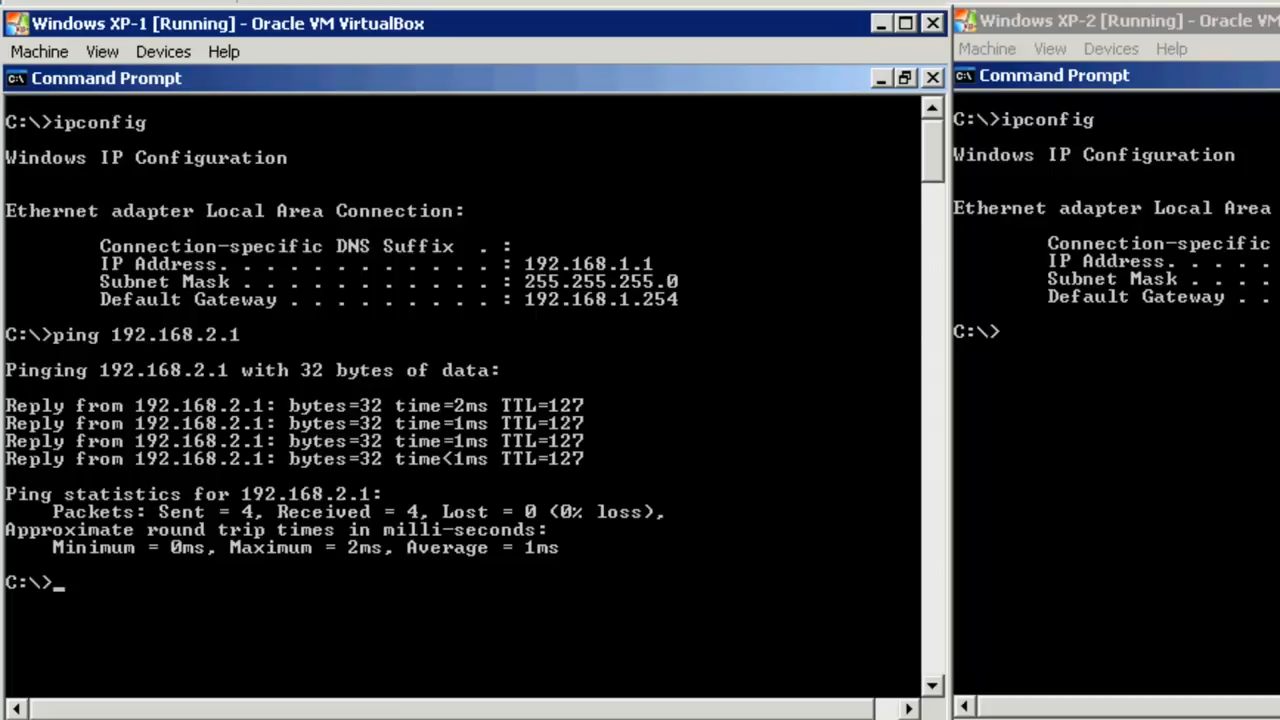 Windows XP-1 [Running] - Oracle VM VirtualBox
Machine View Devices Help
Command Prompt
C:\>ipconfig
Windows IP Configuration
Ethernet adapter Local Area Connection:
Connection-specific DNS Suffix . :
IP Address. . . . . . . . . . . . : 192.168.1.1
Subnet Mask . . . . . . . . . . . : 255.255.255.0
Default Gateway . . . . . . . . . : 192.168.1.254
C:\>ping 192.168.2.1
Pinging 192.168.2.1 with 32 bytes of data:
Reply from 192.168.2.1: bytes=32 time=2ms TTL=127
Reply from 192.168.2.1: bytes=32 time=1ms TTL=127
Reply from 192.168.2.1: bytes=32 time=1ms TTL=127
Reply from 192.168.2.1: bytes=32 time<1ms TTL=127
Ping statistics for 192.168.2.1:
Packets: Sent = 4, Received = 4, Lost = 0 (0% loss),
Approximate round trip times in milli-seconds:
Minimum = 0ms, Maximum = 2ms, Average = 1ms
C:\>_
Windows XP-2 [Running] - Oracle VM
Machine View Devices Help
Command Prompt
C:\>ipconfig
Windows IP Configuration
Ethernet adapter Local Area
Connection-specific
IP Address. . . . .
Subnet Mask . . . .
Default Gateway . .
C:\>